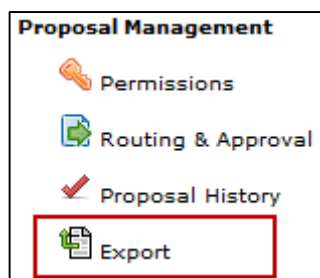 Proposal Management
Permissions
Routing & Approval
Proposal History
Export